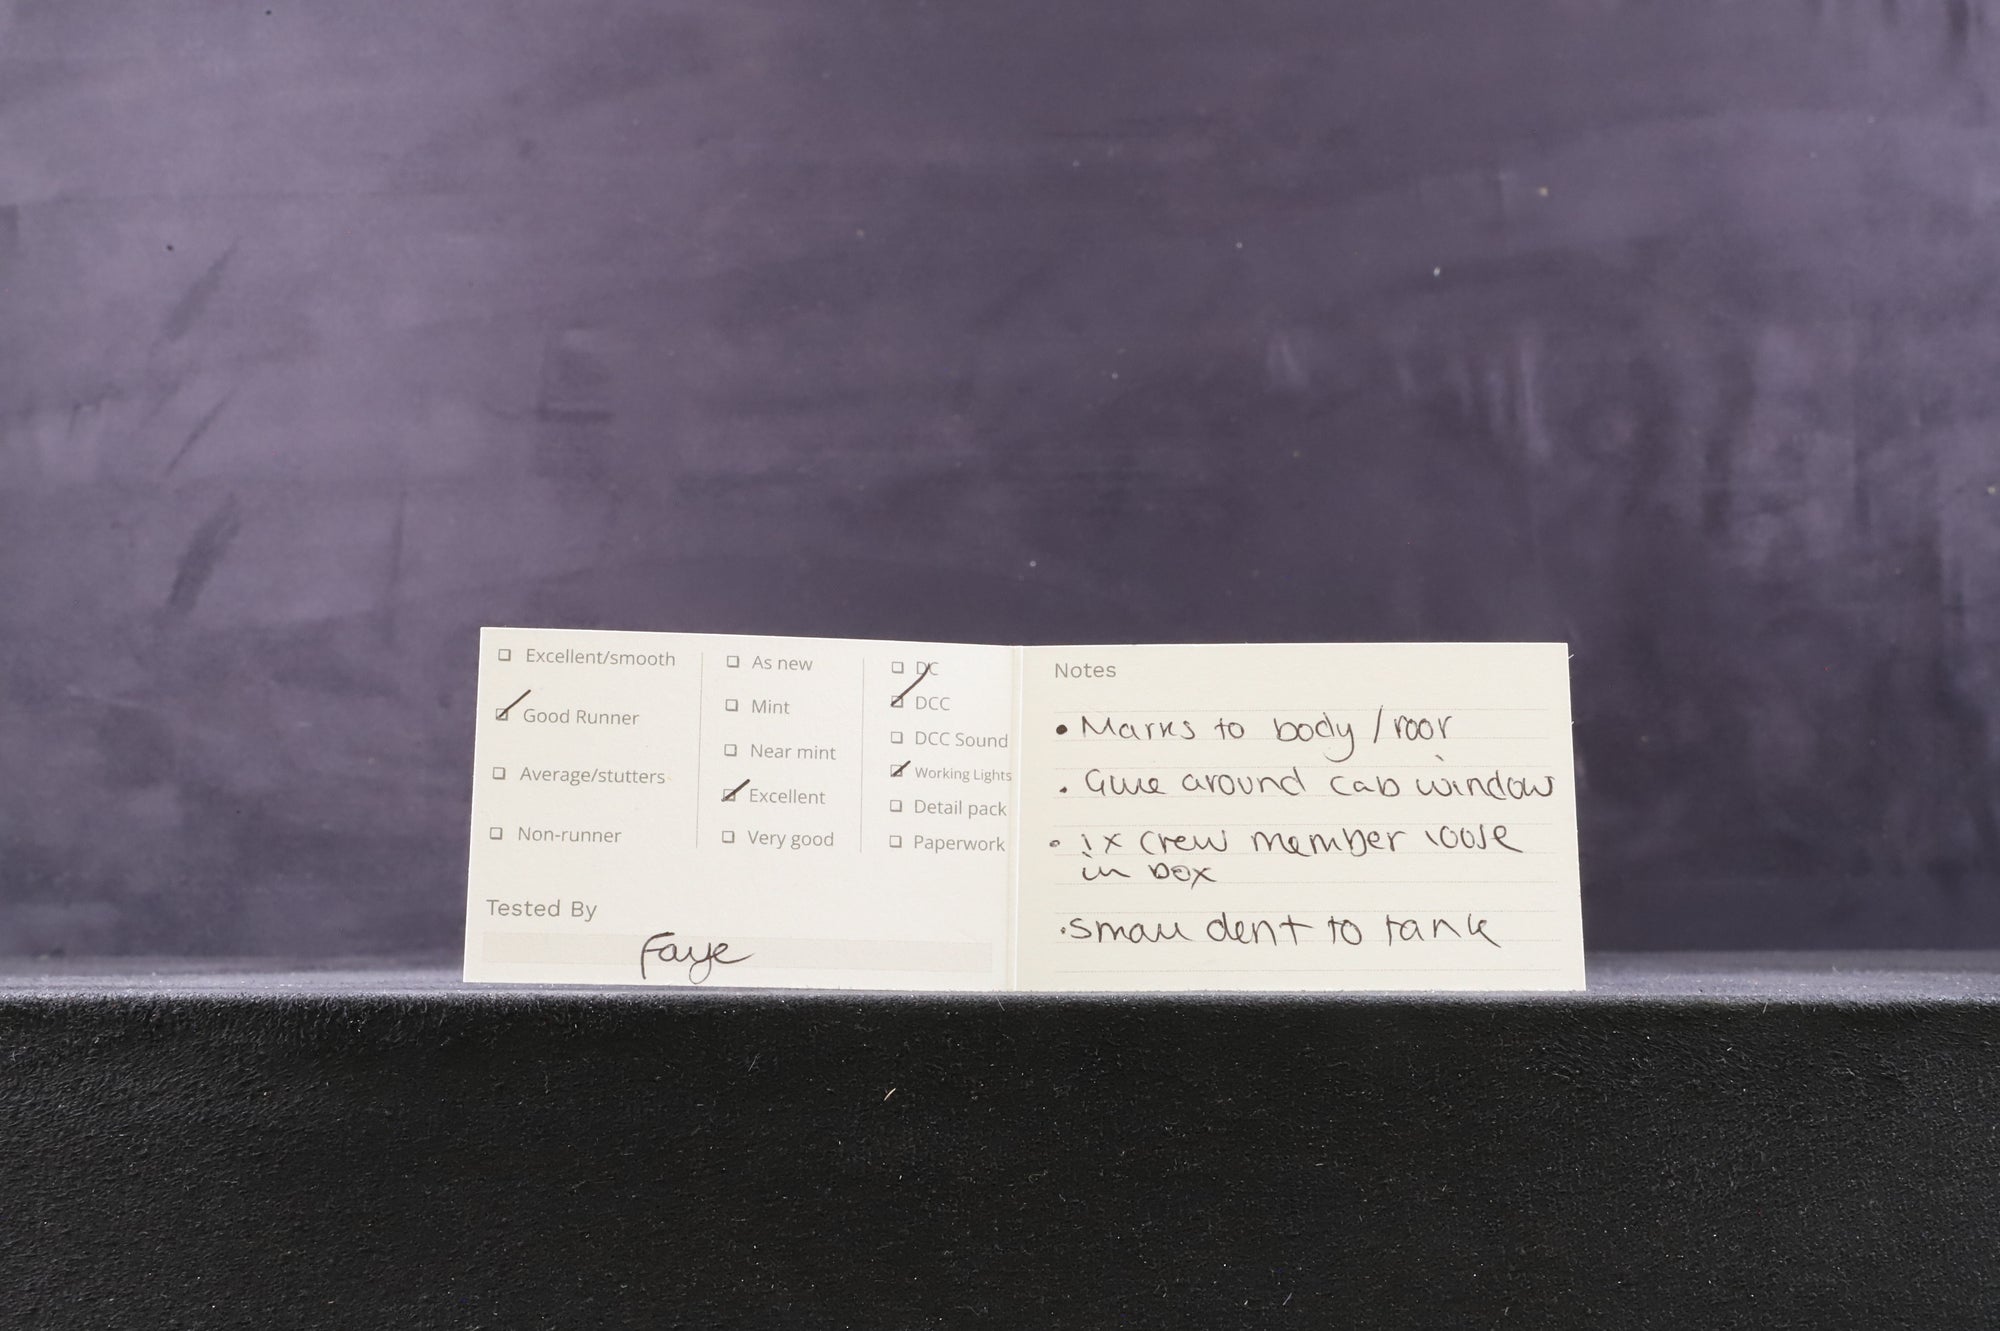 Excellent/smooth
Good Runner
Average/stutters
Non-runner
As new
Mint
Near mint
Excellent
Very good
DC
DCC
DCC Sound
Working Lights
Detail pack
Paperwork
Tested By
Faye
Notes
• Marks to body / roof
• Glue around cab window
• 1x crew member loose
in box
• small dent to tank